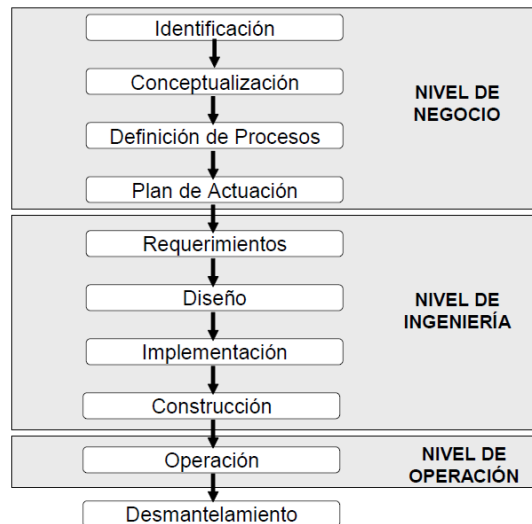 Identificación
Conceptualización
NIVEL DE
NEGOCIO
Definición de Procesos
Plan de Actuación
Requerimientos
Diseño
NIVEL DE
INGENIERÍA
Implementación
Construcción
Operación
NIVEL DE
OPERACIÓN
Desmantelamiento